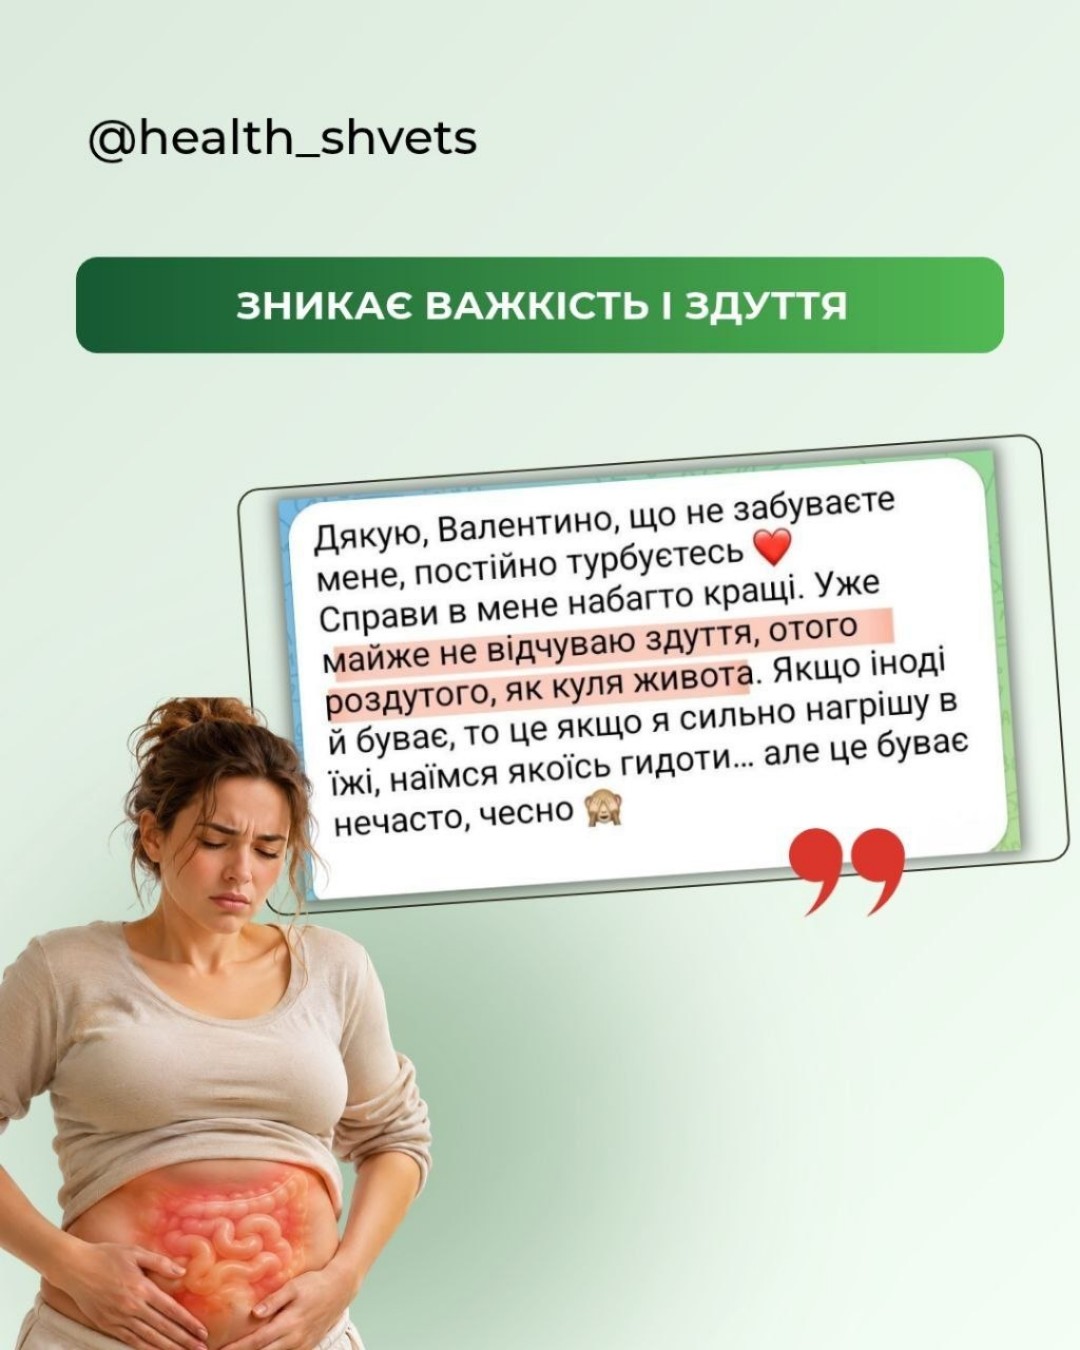 @health_shvets
ЗНИКАЄ ВАЖКІСТЬ І ЗДУТТЯ
Дякую, Валентино, що не забуваєте
мене, постійно турбуєтесь ❤️
Справи в мене набагто кращі. Уже
майже не відчуваю здуття, отого
роздутого, як куля живота. Якщо іноді
й буває, то це якщо я сильно нагрішу в
їжі, наїмся якоїсь гидоти... але це буває
нечасто, чесно 🙈